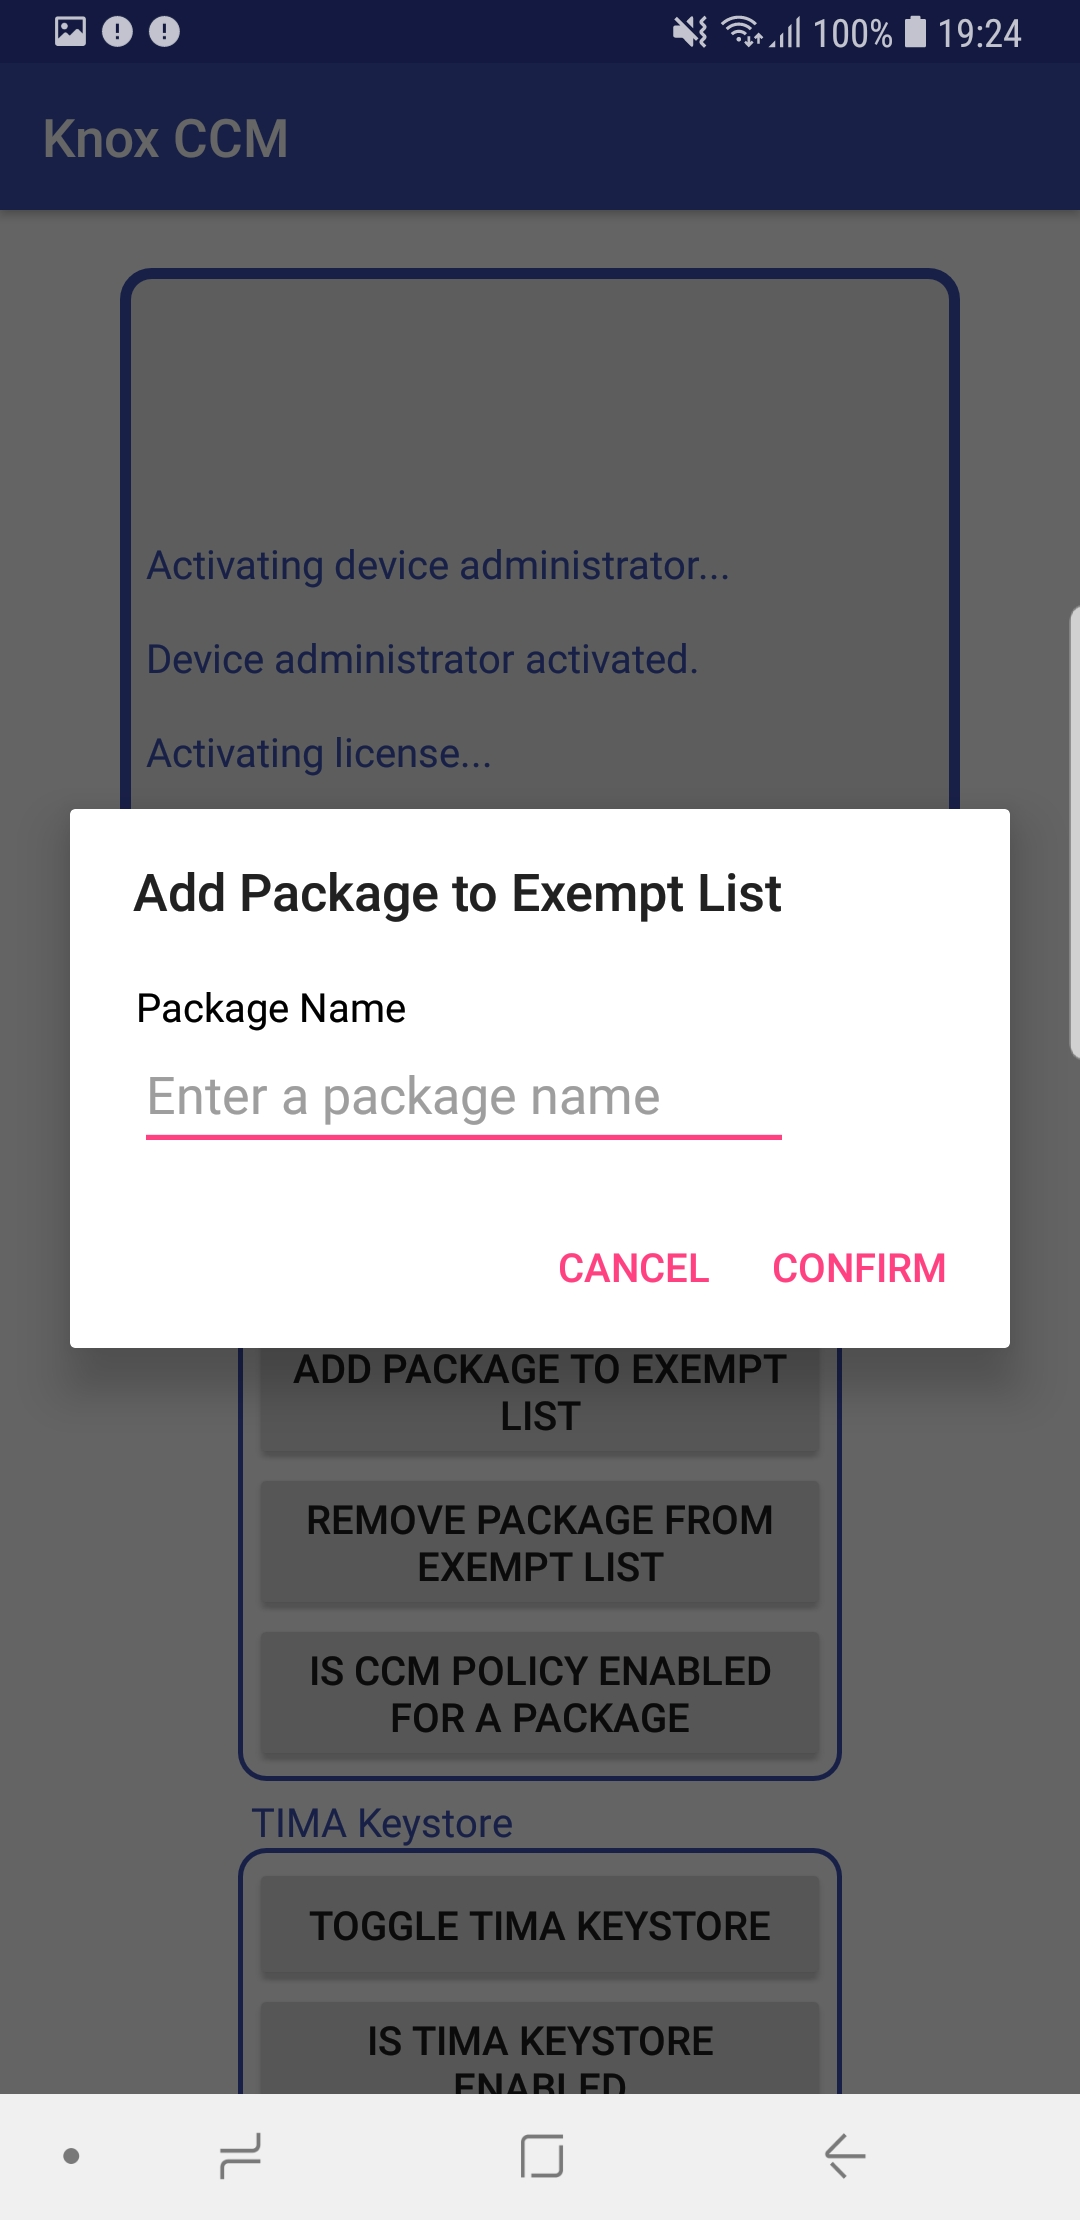 100% 19:24
Knox CCM
Activating device administrator...
Device administrator activated.
Activating license...
Add Package to Exempt List
Package Name
Enter a package name
CANCEL CONFIRM
ADD PACKAGE TO EXEMPT
LIST
REMOVE PACKAGE FROM
EXEMPT LIST
IS CCM POLICY ENABLED
FOR A PACKAGE
TIMA Keystore
TOGGLE TIMA KEYSTORE
IS TIMA KEYSTORE
ENABLED